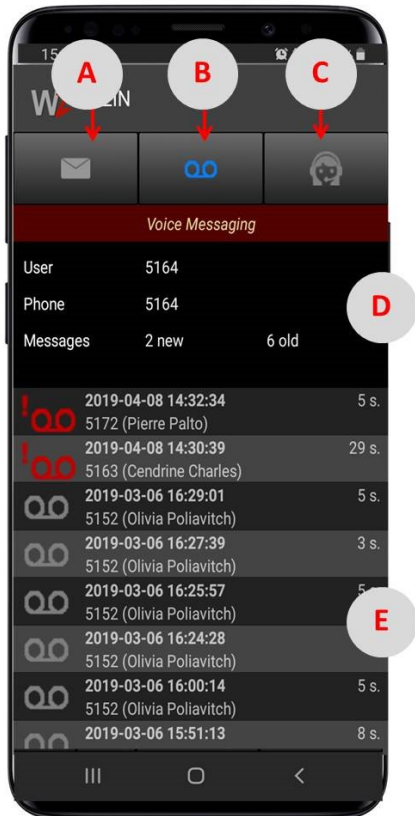 A
B
C
15
W
IN
Voice Messaging
User 5164
Phone 5164
D
Messages 2 new 6 old
2019-04-08 14:32:34 5 s.
5172 (Pierre Palto)
2019-04-08 14:30:39 29 s.
5163 (Cendrine Charles)
2019-03-06 16:29:01 5 s.
5152 (Olivia Poliavitch)
2019-03-06 16:27:39 3 s.
5152 (Olivia Poliavitch)
2019-03-06 16:25:57
5152 (Olivia Poliavitch)
E
2019-03-06 16:24:28
5152 (Olivia Poliavitch)
2019-03-06 16:00:14 5 s.
5152 (Olivia Poliavitch)
2019-03-06 15:51:13 8 s.